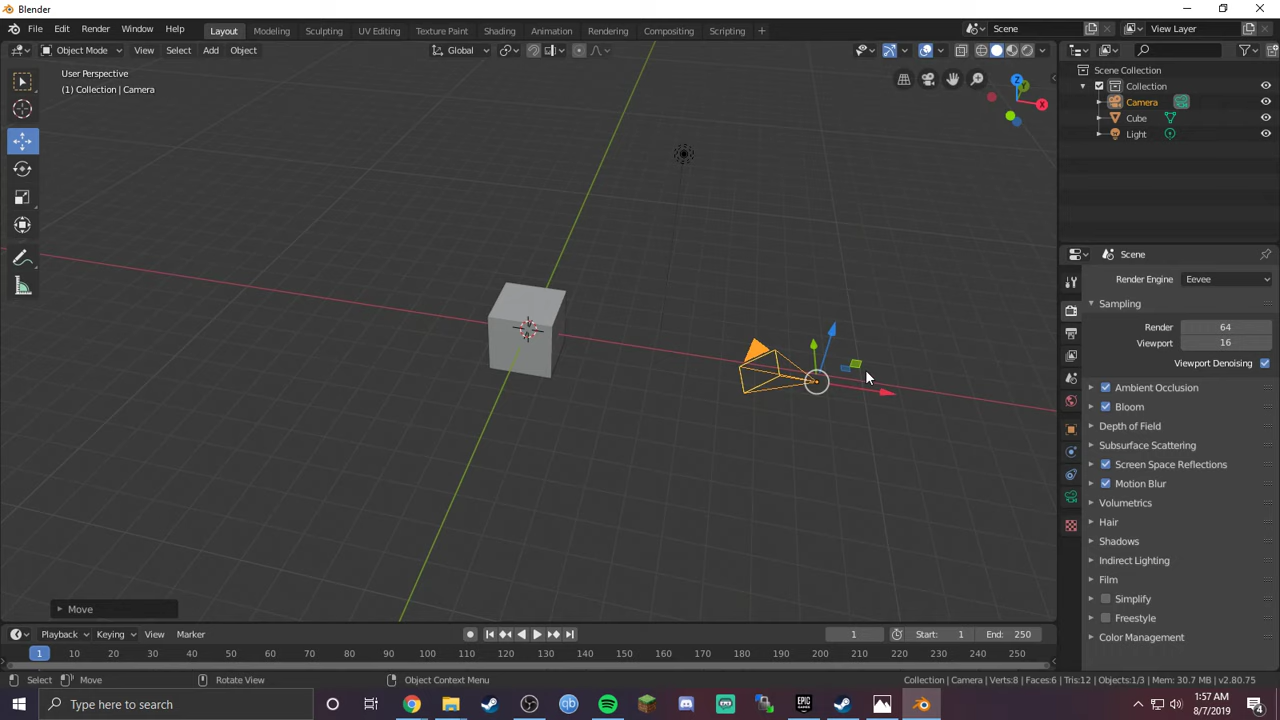 Blender
File Edit Render Window Help Layout Modeling Sculpting UV Editing Texture Paint Shading Animation Rendering Compositing Scripting + Scene View Layer
Object Mode View Select Add Object Global
User Perspective
(1) Collection | Camera
Z
Y
X
Scene Collection
Collection
Camera
Cube
Light
Scene
Render Engine Eevee
Sampling
Render 64
Viewport 16
Viewport Denoising
Ambient Occlusion
Bloom
Depth of Field
Subsurface Scattering
Screen Space Reflections
Motion Blur
Volumetrics
Hair
Shadows
Indirect Lighting
Film
Simplify
Freestyle
Color Management
Move
Playback Keying View Marker 1 Start: 1 End: 250
1 10 20 30 40 50 60 70 80 90 100 110 120 130 140 150 160 170 180 190 200 210 220 230 240 250
Select Move Rotate View Object Context Menu Collection | Camera | Verts:8 | Faces:6 | Tris:12 | Objects:1/3 | Mem: 30.7 MB | v2.80.75
Type here to search
qb
EPIC GAMES
1:57 AM
8/7/2019
4